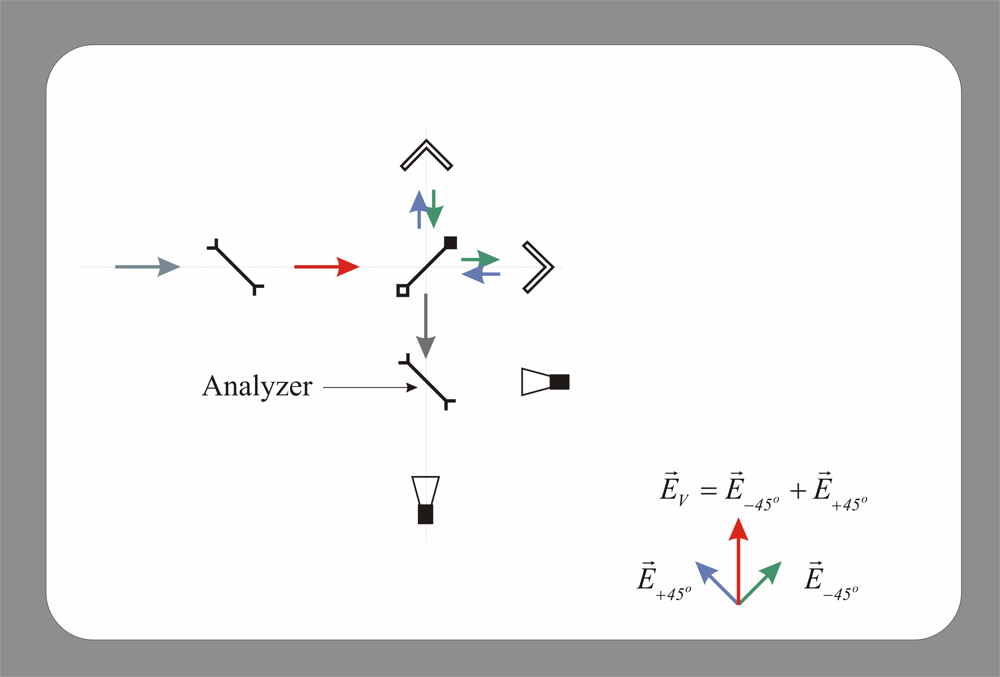 Analyzer
E⃗_V = E⃗_−45° + E⃗_+45°
E⃗_+45° E⃗_−45°